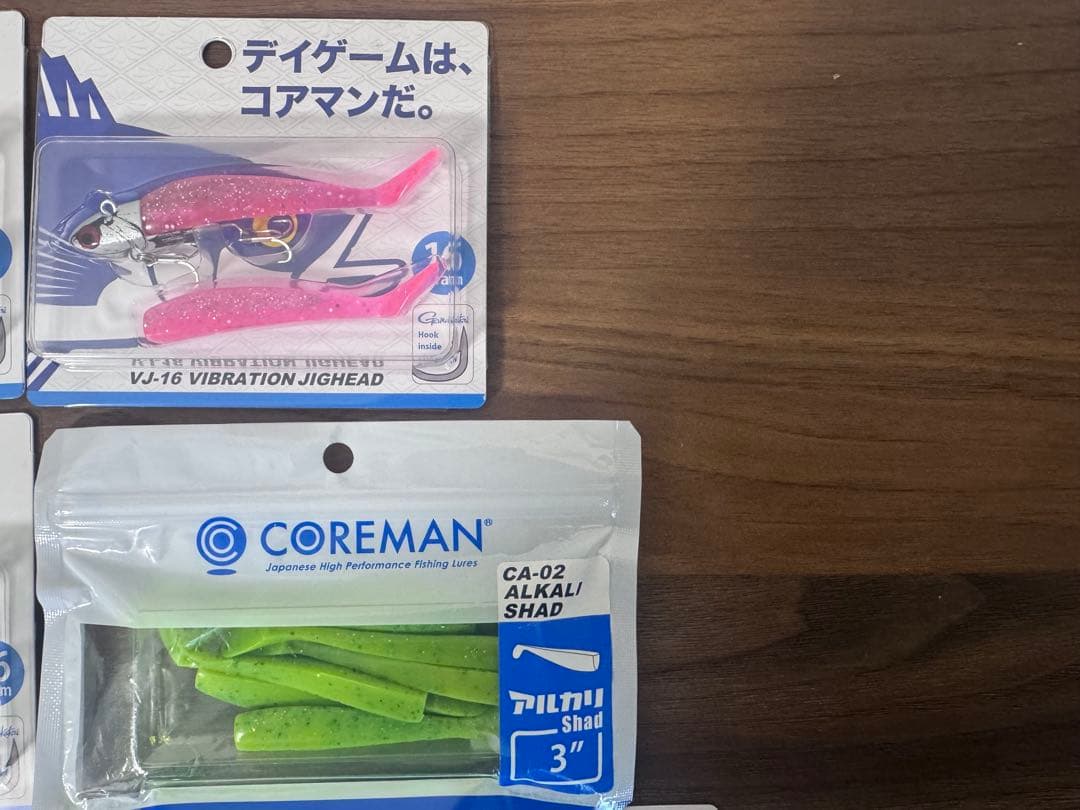 デイゲームは、
コアマンだ。
16
Gamakatsu
Hook
inside
VJ-16 VIBRATION JIGHEAD
COREMAN®
Japanese High Performance Fishing Lures
CA-02
ALKALI
SHAD
アルカリ
Shad
3"